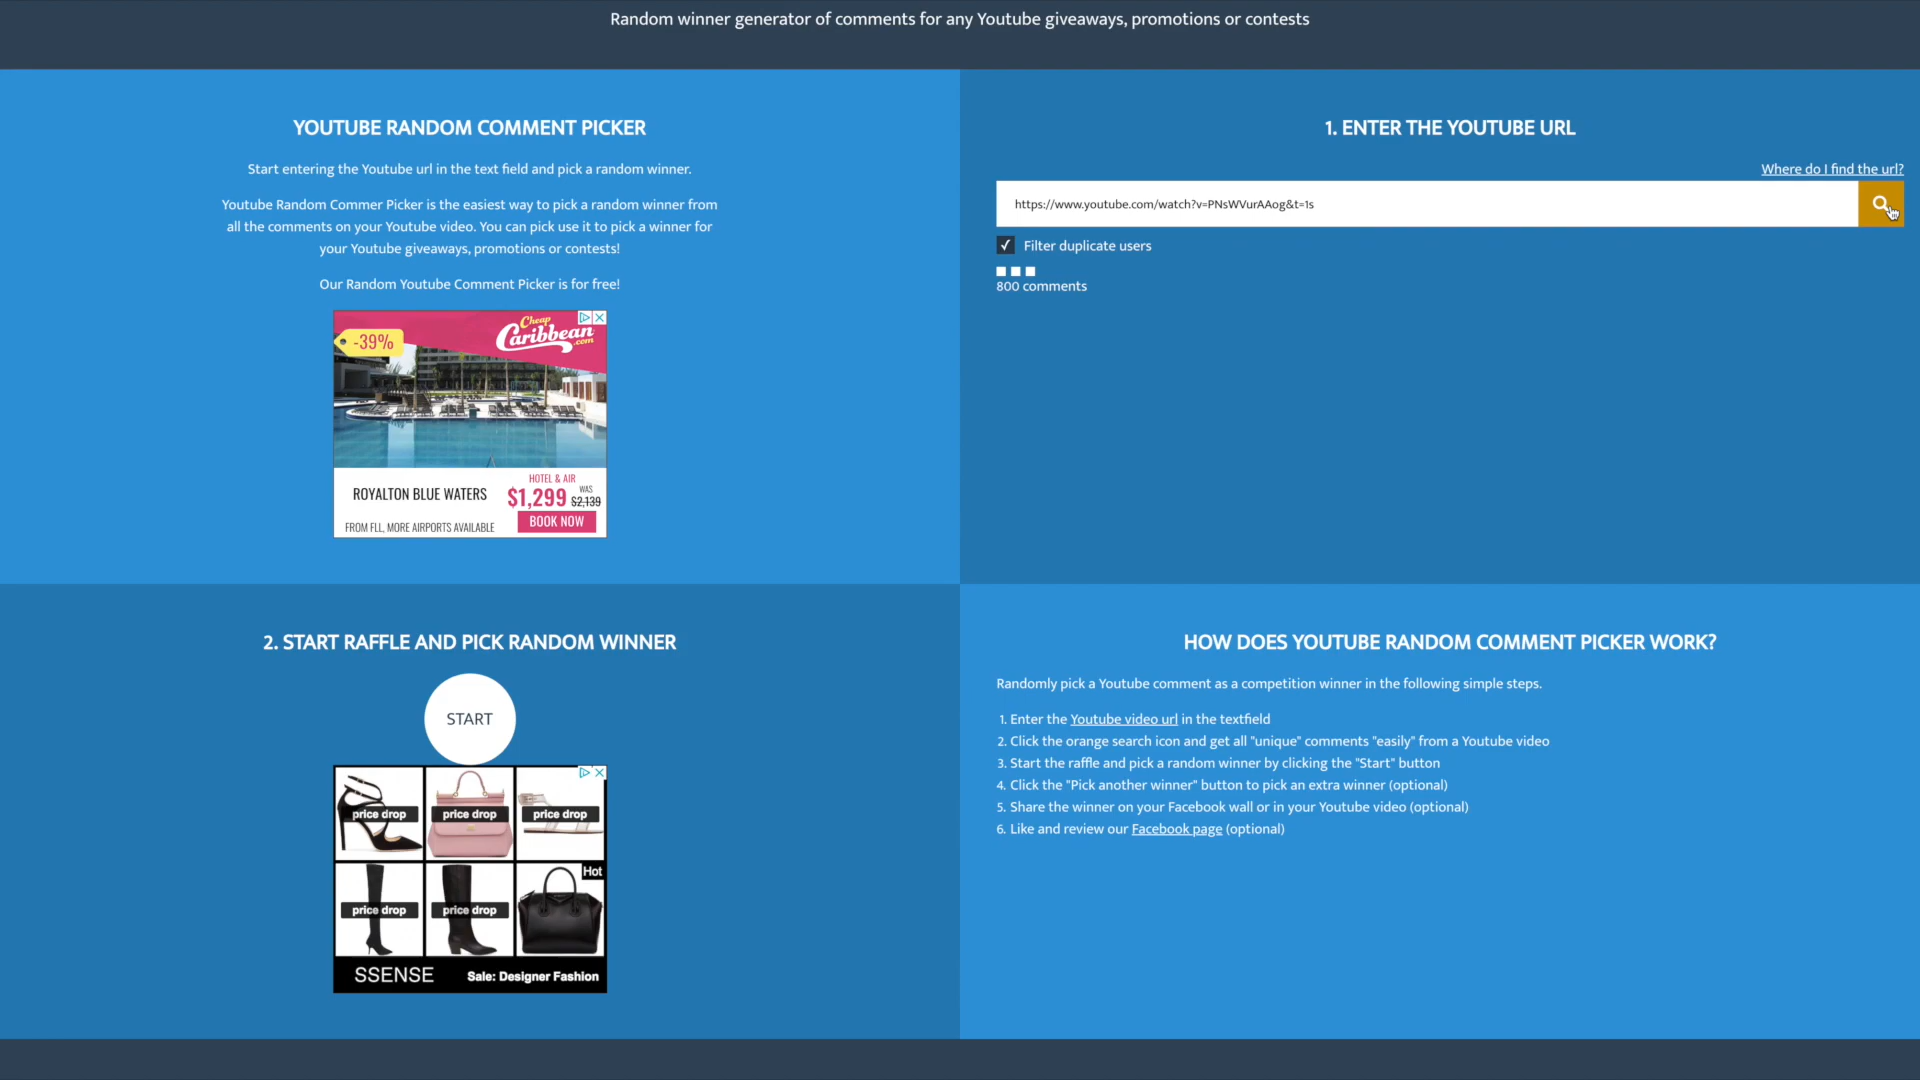 Random winner generator of comments for any Youtube giveaways, promotions or contests
YOUTUBE RANDOM COMMENT PICKER
Start entering the Youtube url in the text field and pick a random winner.
Youtube Random Commer Picker is the easiest way to pick a random winner from
all the comments on your Youtube video. You can pick use it to pick a winner for
your Youtube giveaways, promotions or contests!
Our Random Youtube Comment Picker is for free!
-39%
Cheap
Caribbean
.com
HOTEL & AIR
ROYALTON BLUE WATERS
$1,299
WAS
$2,139
FROM FLL, MORE AIRPORTS AVAILABLE
BOOK NOW
1. ENTER THE YOUTUBE URL
Where do I find the url?
https://www.youtube.com/watch?v=PNsWVurAAog&t=1s
Filter duplicate users
800 comments
2. START RAFFLE AND PICK RANDOM WINNER
START
price drop
price drop
price drop
Hot
price drop
price drop
SSENSE
Sale: Designer Fashion
HOW DOES YOUTUBE RANDOM COMMENT PICKER WORK?
Randomly pick a Youtube comment as a competition winner in the following simple steps.
1. Enter the Youtube video url in the textfield
2. Click the orange search icon and get all "unique" comments "easily" from a Youtube video
3. Start the raffle and pick a random winner by clicking the "Start" button
4. Click the "Pick another winner" button to pick an extra winner (optional)
5. Share the winner on your Facebook wall or in your Youtube video (optional)
6. Like and review our Facebook page (optional)